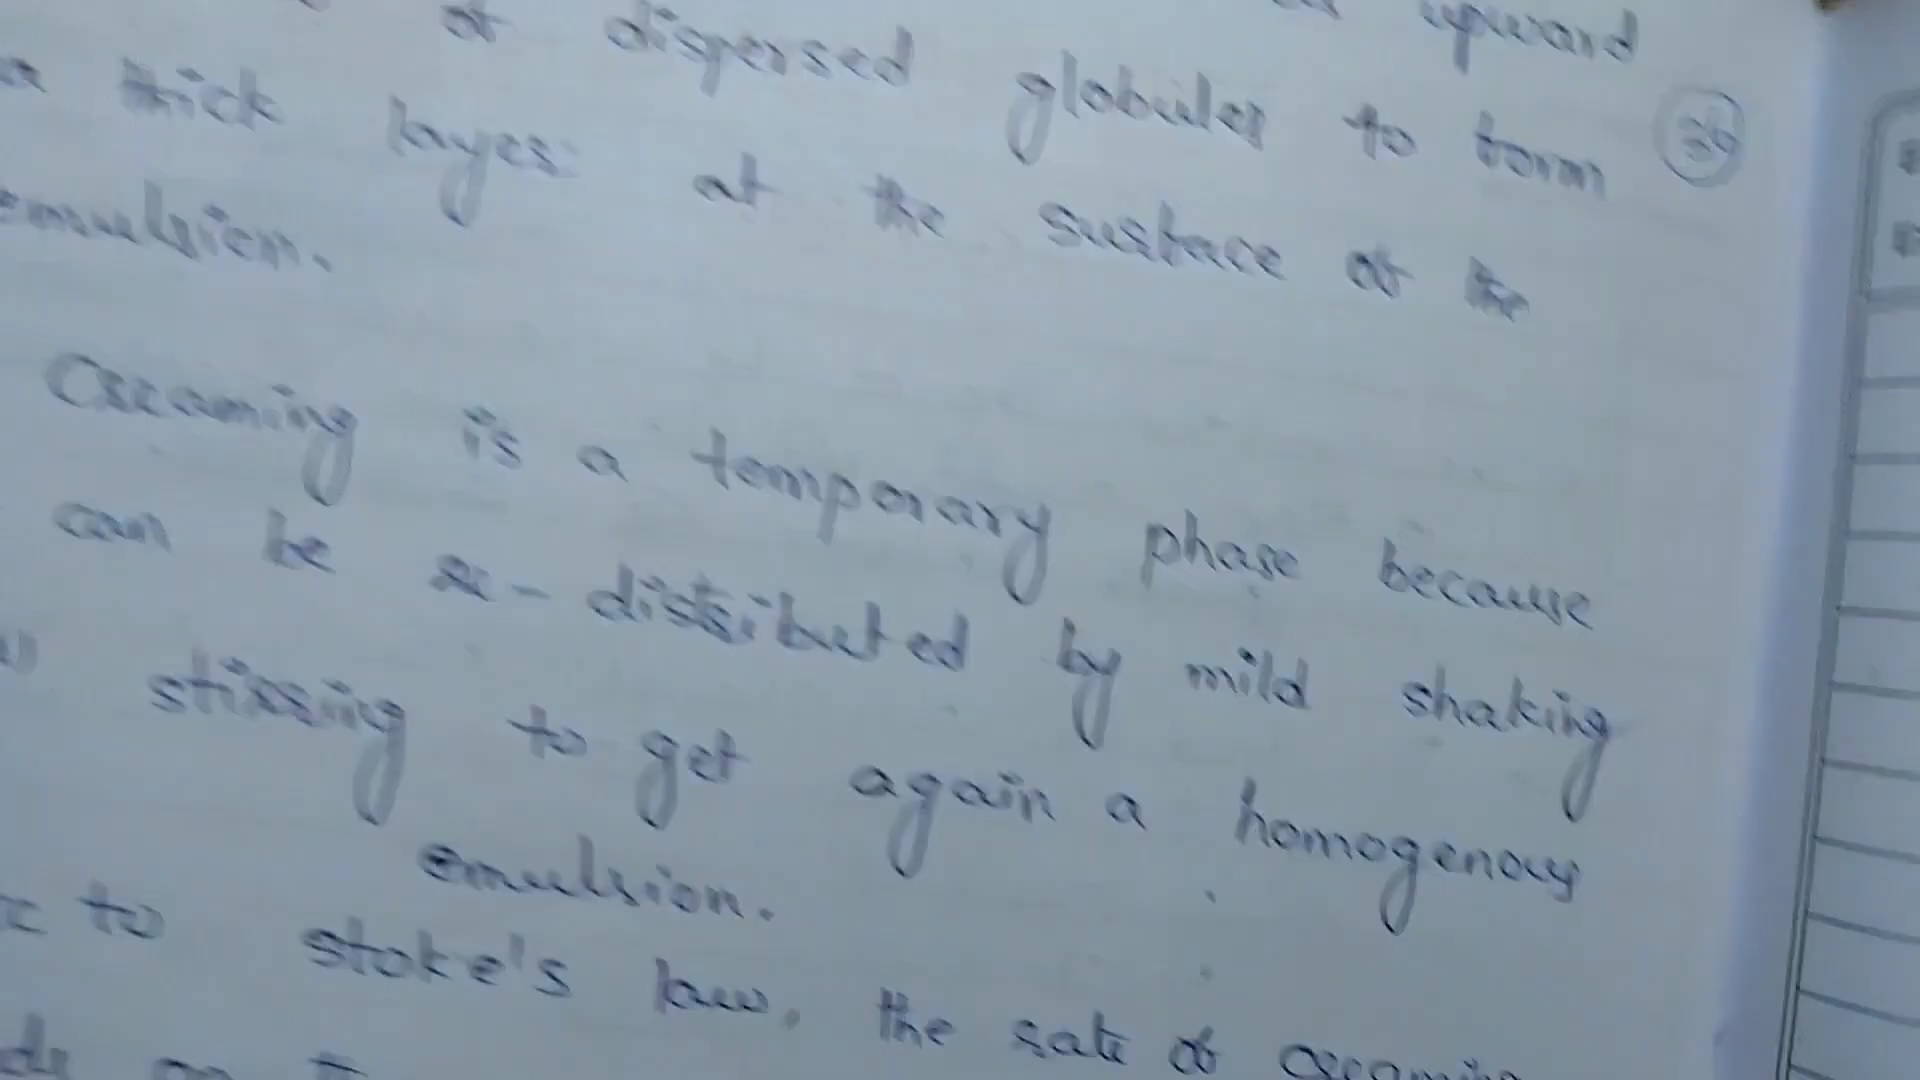 upward
of dispersed globules to form
a thick layer at the surface of the
emulsion.
36
Creaming is a temporary phase because
can be re-distributed by mild shaking
stirring to get again a homogenous
emulsion.
to stoke's law, the rate of creaming